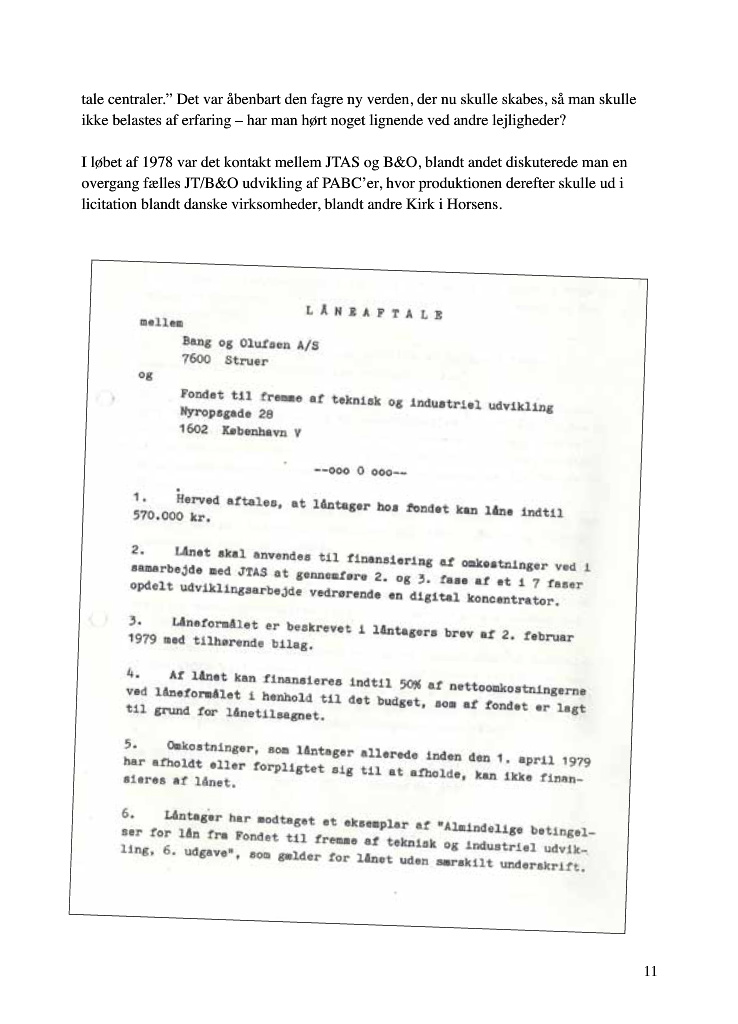 tale centraler.” Det var åbenbart den fagre ny verden, der nu skulle skabes, så man skulle
ikke belastes af erfaring – har man hørt noget lignende ved andre lejligheder?
I løbet af 1978 var det kontakt mellem JTAS og B&O, blandt andet diskuterede man en
overgang fælles JT/B&O udvikling af PABC’er, hvor produktionen derefter skulle ud i
licitation blandt danske virksomheder, blandt andre Kirk i Horsens.
LÅNEAFTALE
mellem
Bang og Olufsen A/S
7600 Struer
og
Fondet til fremme af teknisk og industriel udvikling
Nyropsgade 28
1602 København V
--ooo O ooo--
1. Herved aftales, at låntager hos fondet kan låne indtil
570.000 kr.
2. Lånet skal anvendes til finansiering af omkostninger ved i
samarbejde med JTAS at gennemføre 2. og 3. fase af et i 7 faser
opdelt udviklingsarbejde vedrørende en digital koncentrator.
3. Låneformålet er beskrevet i låntagers brev af 2. februar
1979 med tilhørende bilag.
4. Af lånet kan finansieres indtil 50% af nettoomkostningerne
ved låneformålet i henhold til det budget, som af fondet er lagt
til grund for lånetilsagnet.
5. Omkostninger, som låntager allerede inden den 1. april 1979
har afholdt eller forpligtet sig til at afholde, kan ikke finan-
sieres af lånet.
6. Låntager har modtaget et eksemplar af "Almindelige betingel-
ser for lån fra Fondet til fremme af teknisk og industriel udvik-
ling, 6. udgave", som gælder for lånet uden særskilt underskrift.
11